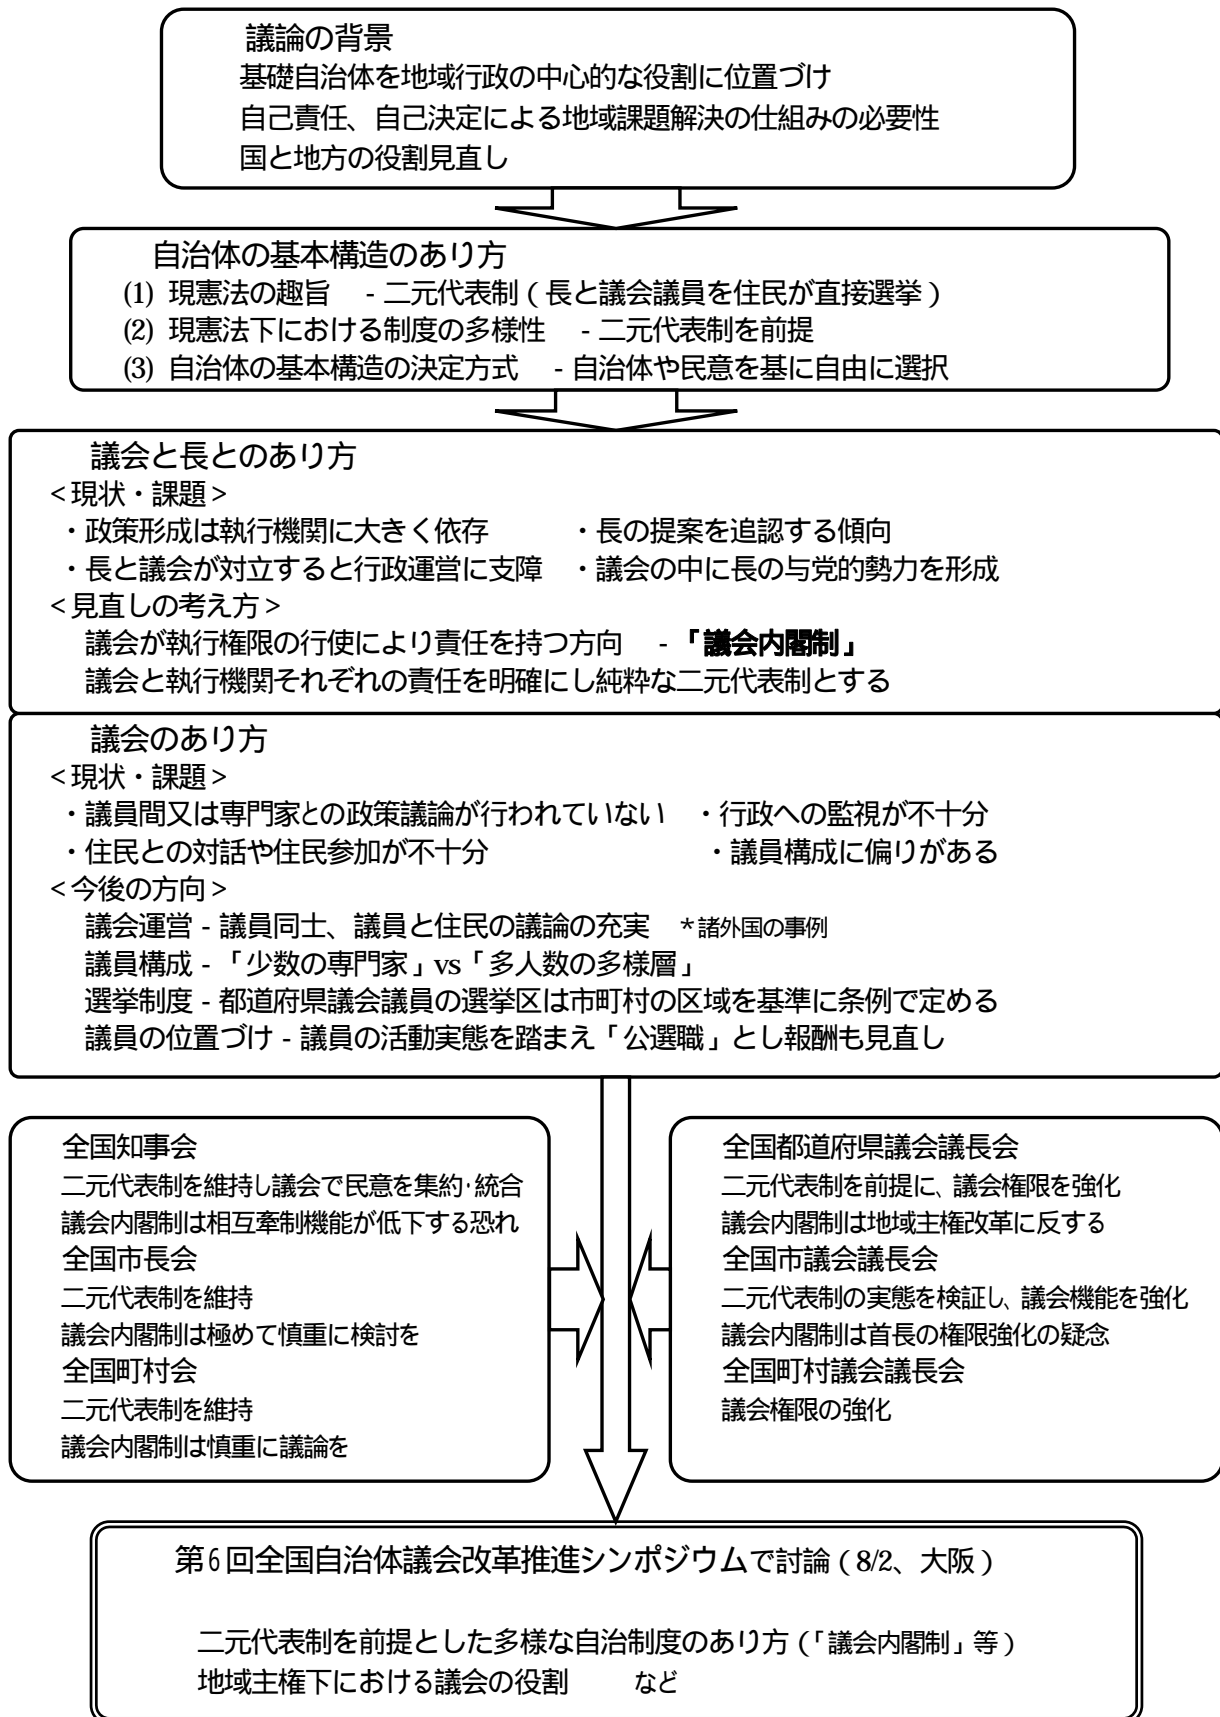 議論の背景
基礎自治体を地域行政の中心的な役割に位置づけ
自己責任、自己決定による地域課題解決の仕組みの必要性
国と地方の役割見直し
自治体の基本構造のあり方
(1) 現憲法の趣旨 - 二元代表制(長と議会議員を住民が直接選挙)
(2) 現憲法下における制度の多様性 - 二元代表制を前提
(3) 自治体の基本構造の決定方式 - 自治体や民意を基に自由に選択
議会と長とのあり方
<現状・課題>
・政策形成は執行機関に大きく依存 ・長の提案を追認する傾向
・長と議会が対立すると行政運営に支障 ・議会の中に長の与党的勢力を形成
<見直しの考え方>
議会が執行権限の行使により責任を持つ方向 - 「議会内閣制」
議会と執行機関それぞれの責任を明確にし純粋な二元代表制とする
議会のあり方
<現状・課題>
・議員間又は専門家との政策議論が行われていない ・行政への監視が不十分
・住民との対話や住民参加が不十分 ・議員構成に偏りがある
<今後の方向>
議会運営 - 議員同士、議員と住民の議論の充実 *諸外国の事例
議員構成 - 「少数の専門家」vs「多人数の多様層」
選挙制度 - 都道府県議会議員の選挙区は市町村の区域を基準に条例で定める
議員の位置づけ - 議員の活動実態を踏まえ「公選職」とし報酬も見直し
全国知事会
二元代表制を維持し議会で民意を集約・統合
議会内閣制は相互牽制機能が低下する恐れ
全国市長会
二元代表制を維持
議会内閣制は極めて慎重に検討を
全国町村会
二元代表制を維持
議会内閣制は慎重に議論を
全国都道府県議会議長会
二元代表制を前提に、議会権限を強化
議会内閣制は地域主権改革に反する
全国市議会議長会
二元代表制の実態を検証し、議会機能を強化
議会内閣制は首長の権限強化の疑念
全国町村議会議長会
議会権限の強化
第6回全国自治体議会改革推進シンポジウムで討論(8/2、大阪)
二元代表制を前提とした多様な自治制度のあり方(「議会内閣制」等)
地域主権下における議会の役割 など